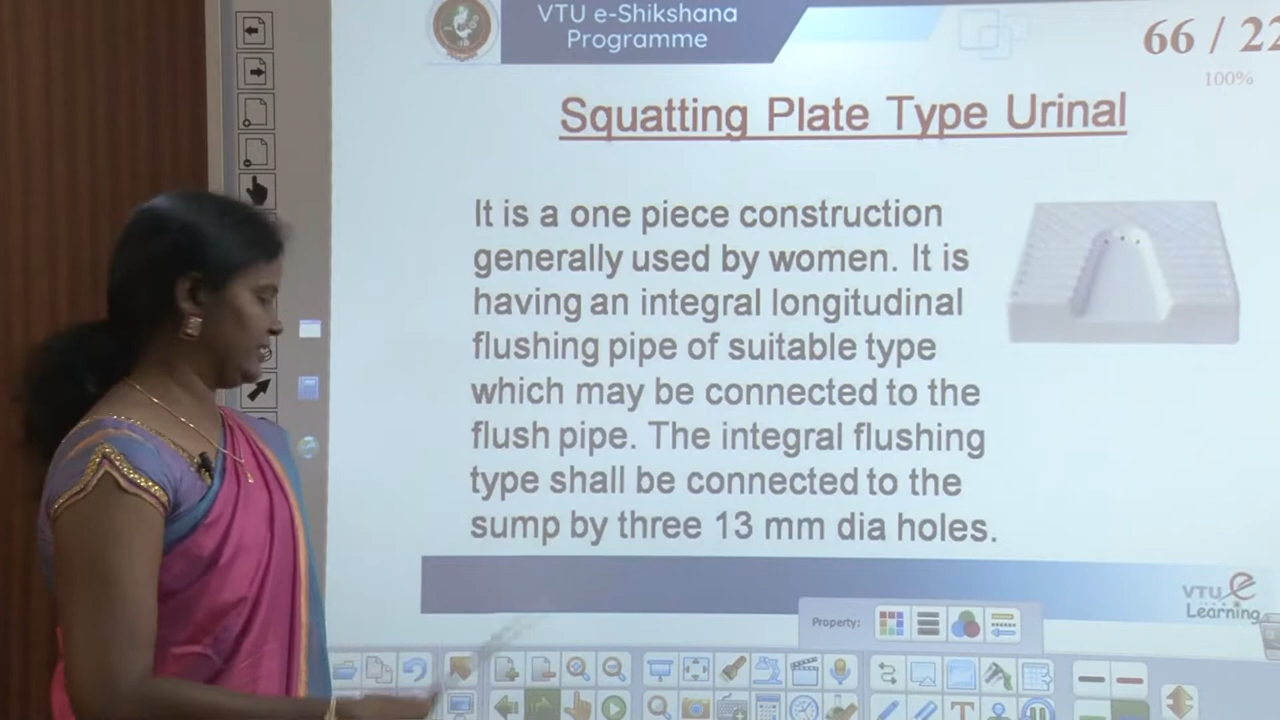 VTU e-Shikshana
Programme
66 / 22
100%
Squatting Plate Type Urinal
It is a one piece construction
generally used by women. It is
having an integral longitudinal
flushing pipe of suitable type
which may be connected to the
flush pipe. The integral flushing
type shall be connected to the
sump by three 13 mm dia holes.
VTU e
Learning
Property: